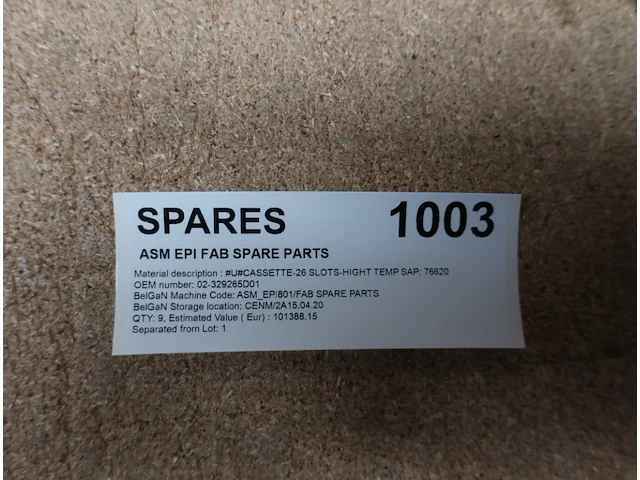 SPARES 1003
ASM EPI FAB SPARE PARTS
Material description : #U#CASSETTE-26 SLOTS-HIGHT TEMP SAP: 76620
OEM number: 02-329265D01
BelGaN Machine Code: ASM_EPI801/FAB SPARE PARTS
BelGaN Storage location: CENM/2A15.04.20
QTY: 9, Estimated Value ( Eur) : 101388.15
Separated from Lot: 1